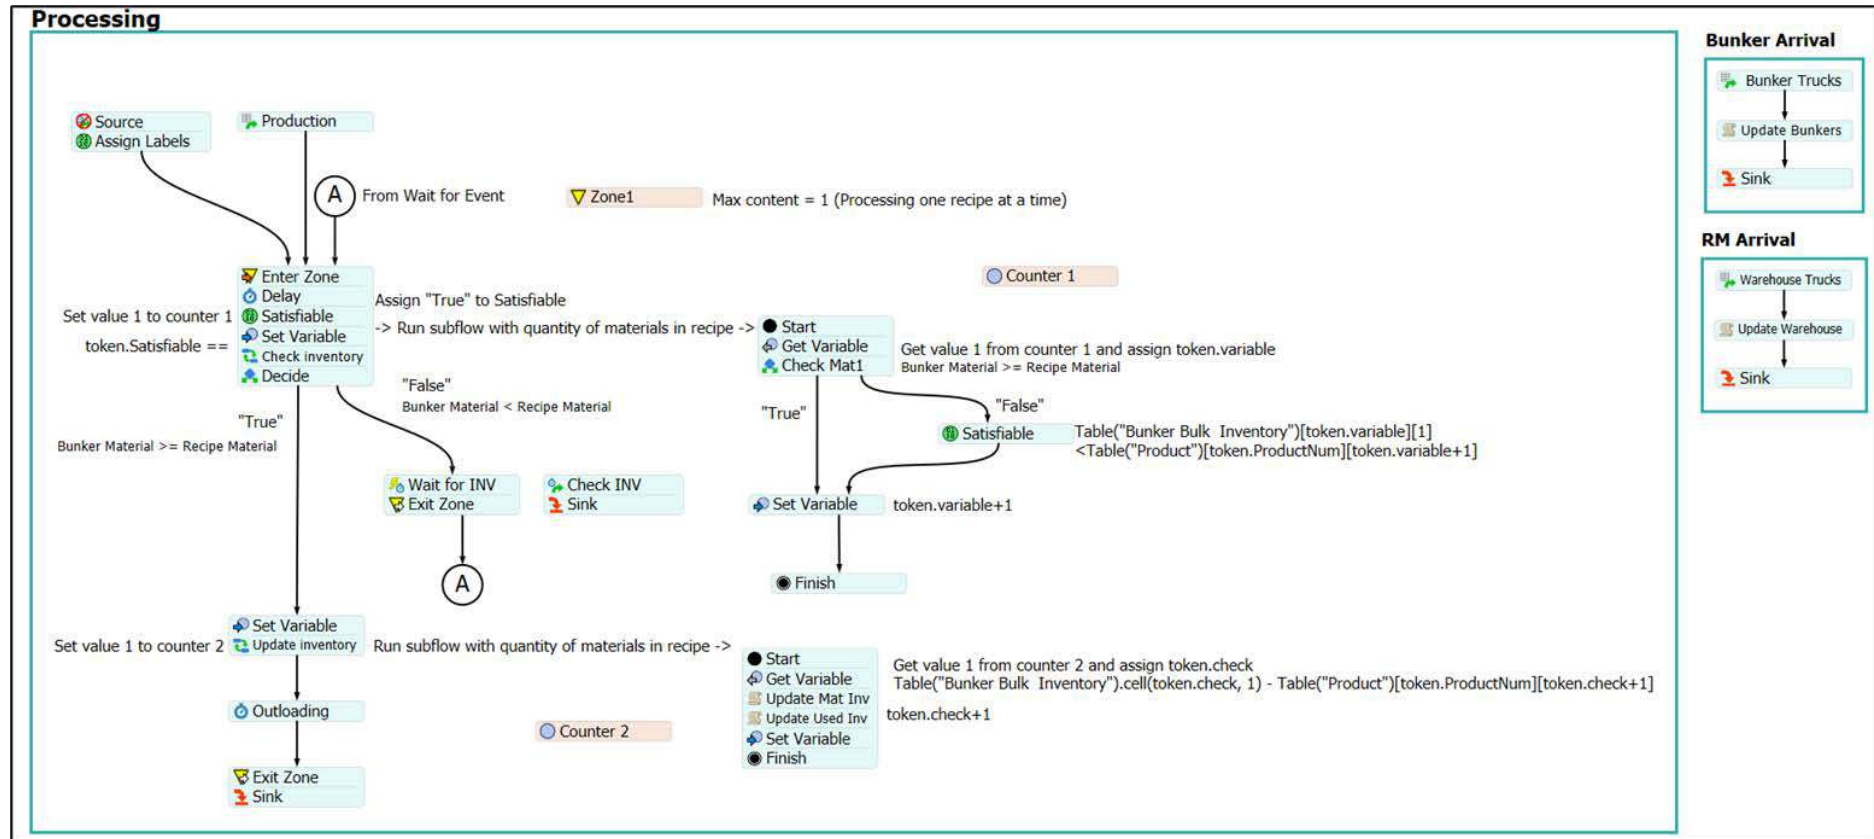 Processing
Bunker Arrival
Bunker Trucks
Update Bunkers
Sink
RM Arrival
Warehouse Trucks
Update Warehouse
Sink
Source
Assign Labels
Production
A
From Wait for Event
Zone1
Max content = 1 (Processing one recipe at a time)
Enter Zone
Delay
Satisfiable
Set Variable
Check inventory
Decide
Set value 1 to counter 1
token.Satisfiable ==
Assign "True" to Satisfiable
-> Run subflow with quantity of materials in recipe ->
Counter 1
Start
Get Variable
Check Mat1
Get value 1 from counter 1 and assign token.variable
Bunker Material >= Recipe Material
"True"
"False"
Satisfiable
Table("Bunker Bulk Inventory")[token.variable][1]
<Table("Product")[token.ProductNum][token.variable+1]
Set Variable
token.variable+1
Finish
"False"
Bunker Material < Recipe Material
"True"
Bunker Material >= Recipe Material
Wait for INV
Exit Zone
Check INV
Sink
A
Set Variable
Update inventory
Set value 1 to counter 2
Run subflow with quantity of materials in recipe ->
Start
Get Variable
Update Mat Inv
Update Used Inv
Set Variable
Finish
Get value 1 from counter 2 and assign token.check
Table("Bunker Bulk Inventory").cell(token.check, 1) - Table("Product")[token.ProductNum][token.check+1]
token.check+1
Outloading
Counter 2
Exit Zone
Sink